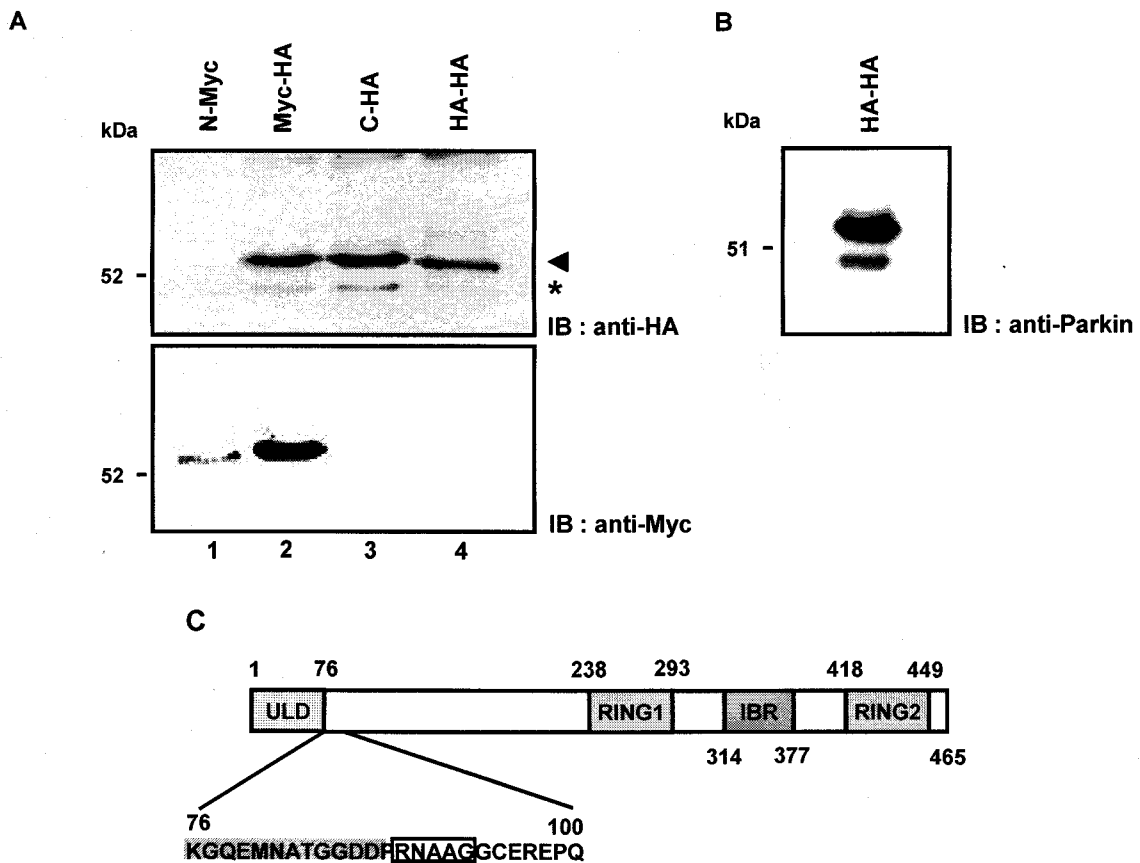 A
B
N-Myc
Myc-HA
C-HA
HA-HA
HA-HA
kDa
kDa
52
*
IB : anti-HA
51
IB : anti-Parkin
52
IB : anti-Myc
1 2 3 4
C
1 76 238 293 418 449
ULD RING1 IBR RING2
314 377 465
76 100
KGQEMNATGGDDPRNAAGGCEREPQ